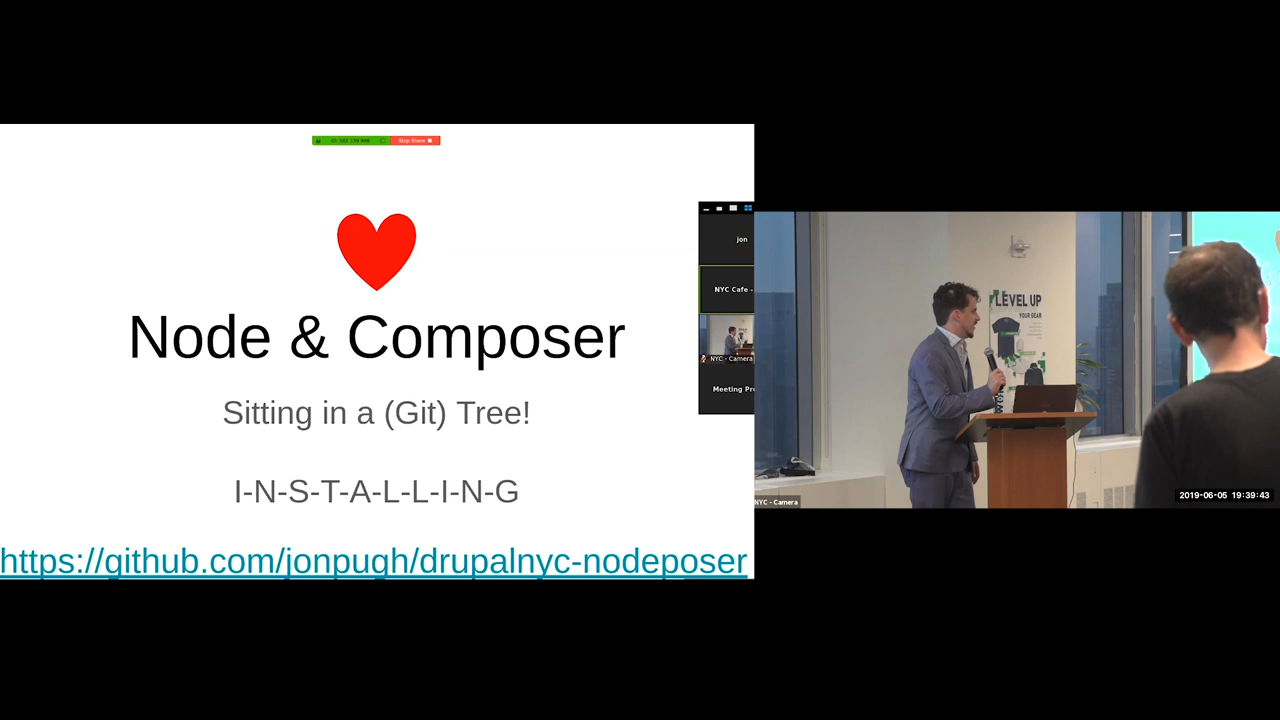 Stop Share
Node & Composer
Sitting in a (Git) Tree!
I-N-S-T-A-L-L-I-N-G
https://github.com/jonpugh/drupalnyc-nodeposer
jon
NYC Cafe -
NYC - Camera
Meeting Pr
LEVEL UP
YOUR GEAR
NYC - Camera
2019-06-05 19:39:43